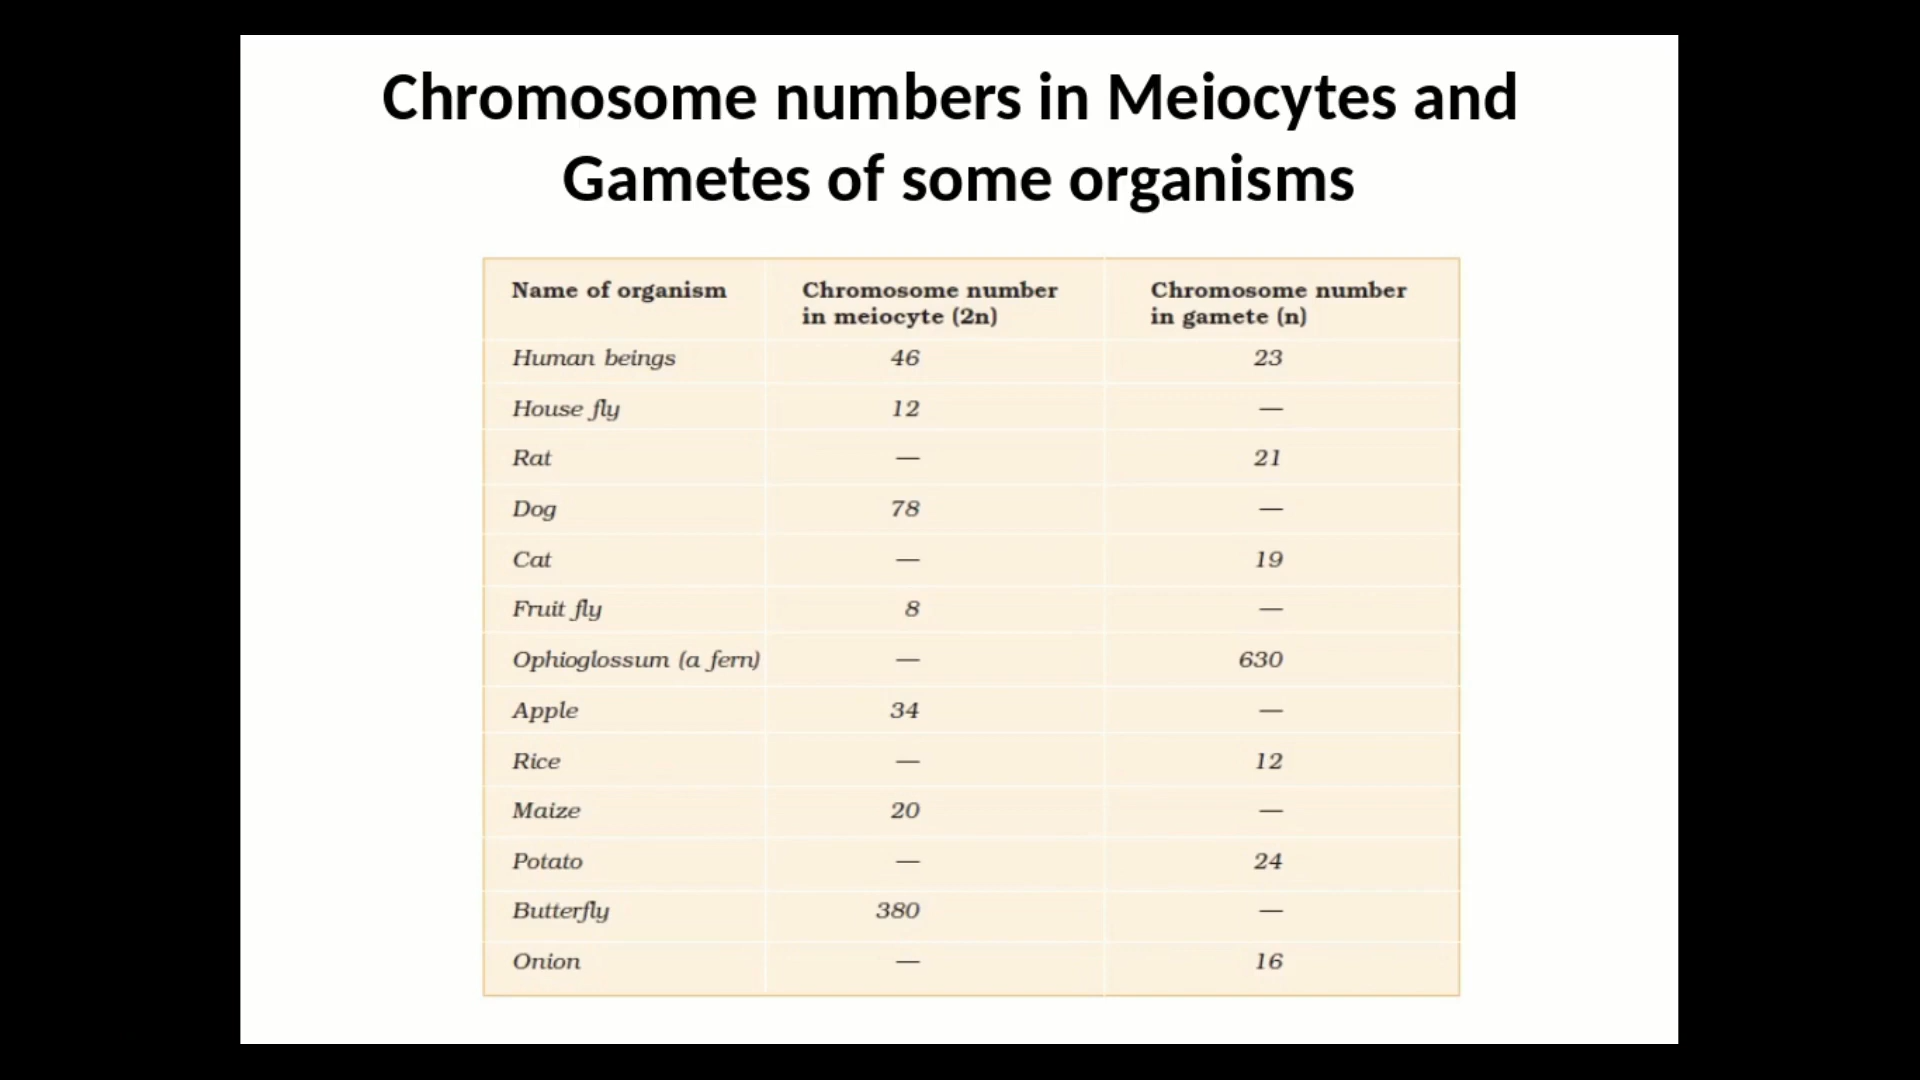 Chromosome numbers in Meiocytes and
Gametes of some organisms
Name of organism Chromosome number in meiocyte (2n) Chromosome number in gamete (n)
Human beings 46 23
House fly 12 —
Rat — 21
Dog 78 —
Cat — 19
Fruit fly 8 —
Ophioglossum (a fern) — 630
Apple 34 —
Rice — 12
Maize 20 —
Potato — 24
Butterfly 380 —
Onion — 16